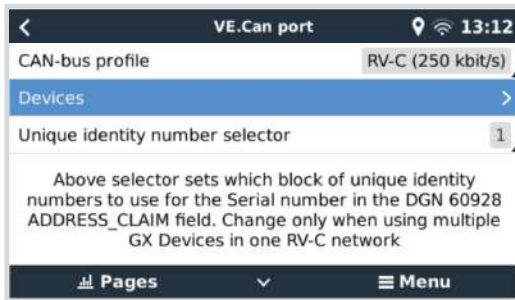 VE.Can port 13:12
CAN-bus profile RV-C (250 kbit/s)
Devices
Unique identity number selector 1
Above selector sets which block of unique identity
numbers to use for the Serial number in the DGN 60928
ADDRESS_CLAIM field. Change only when using multiple
GX Devices in one RV-C network
Pages Menu